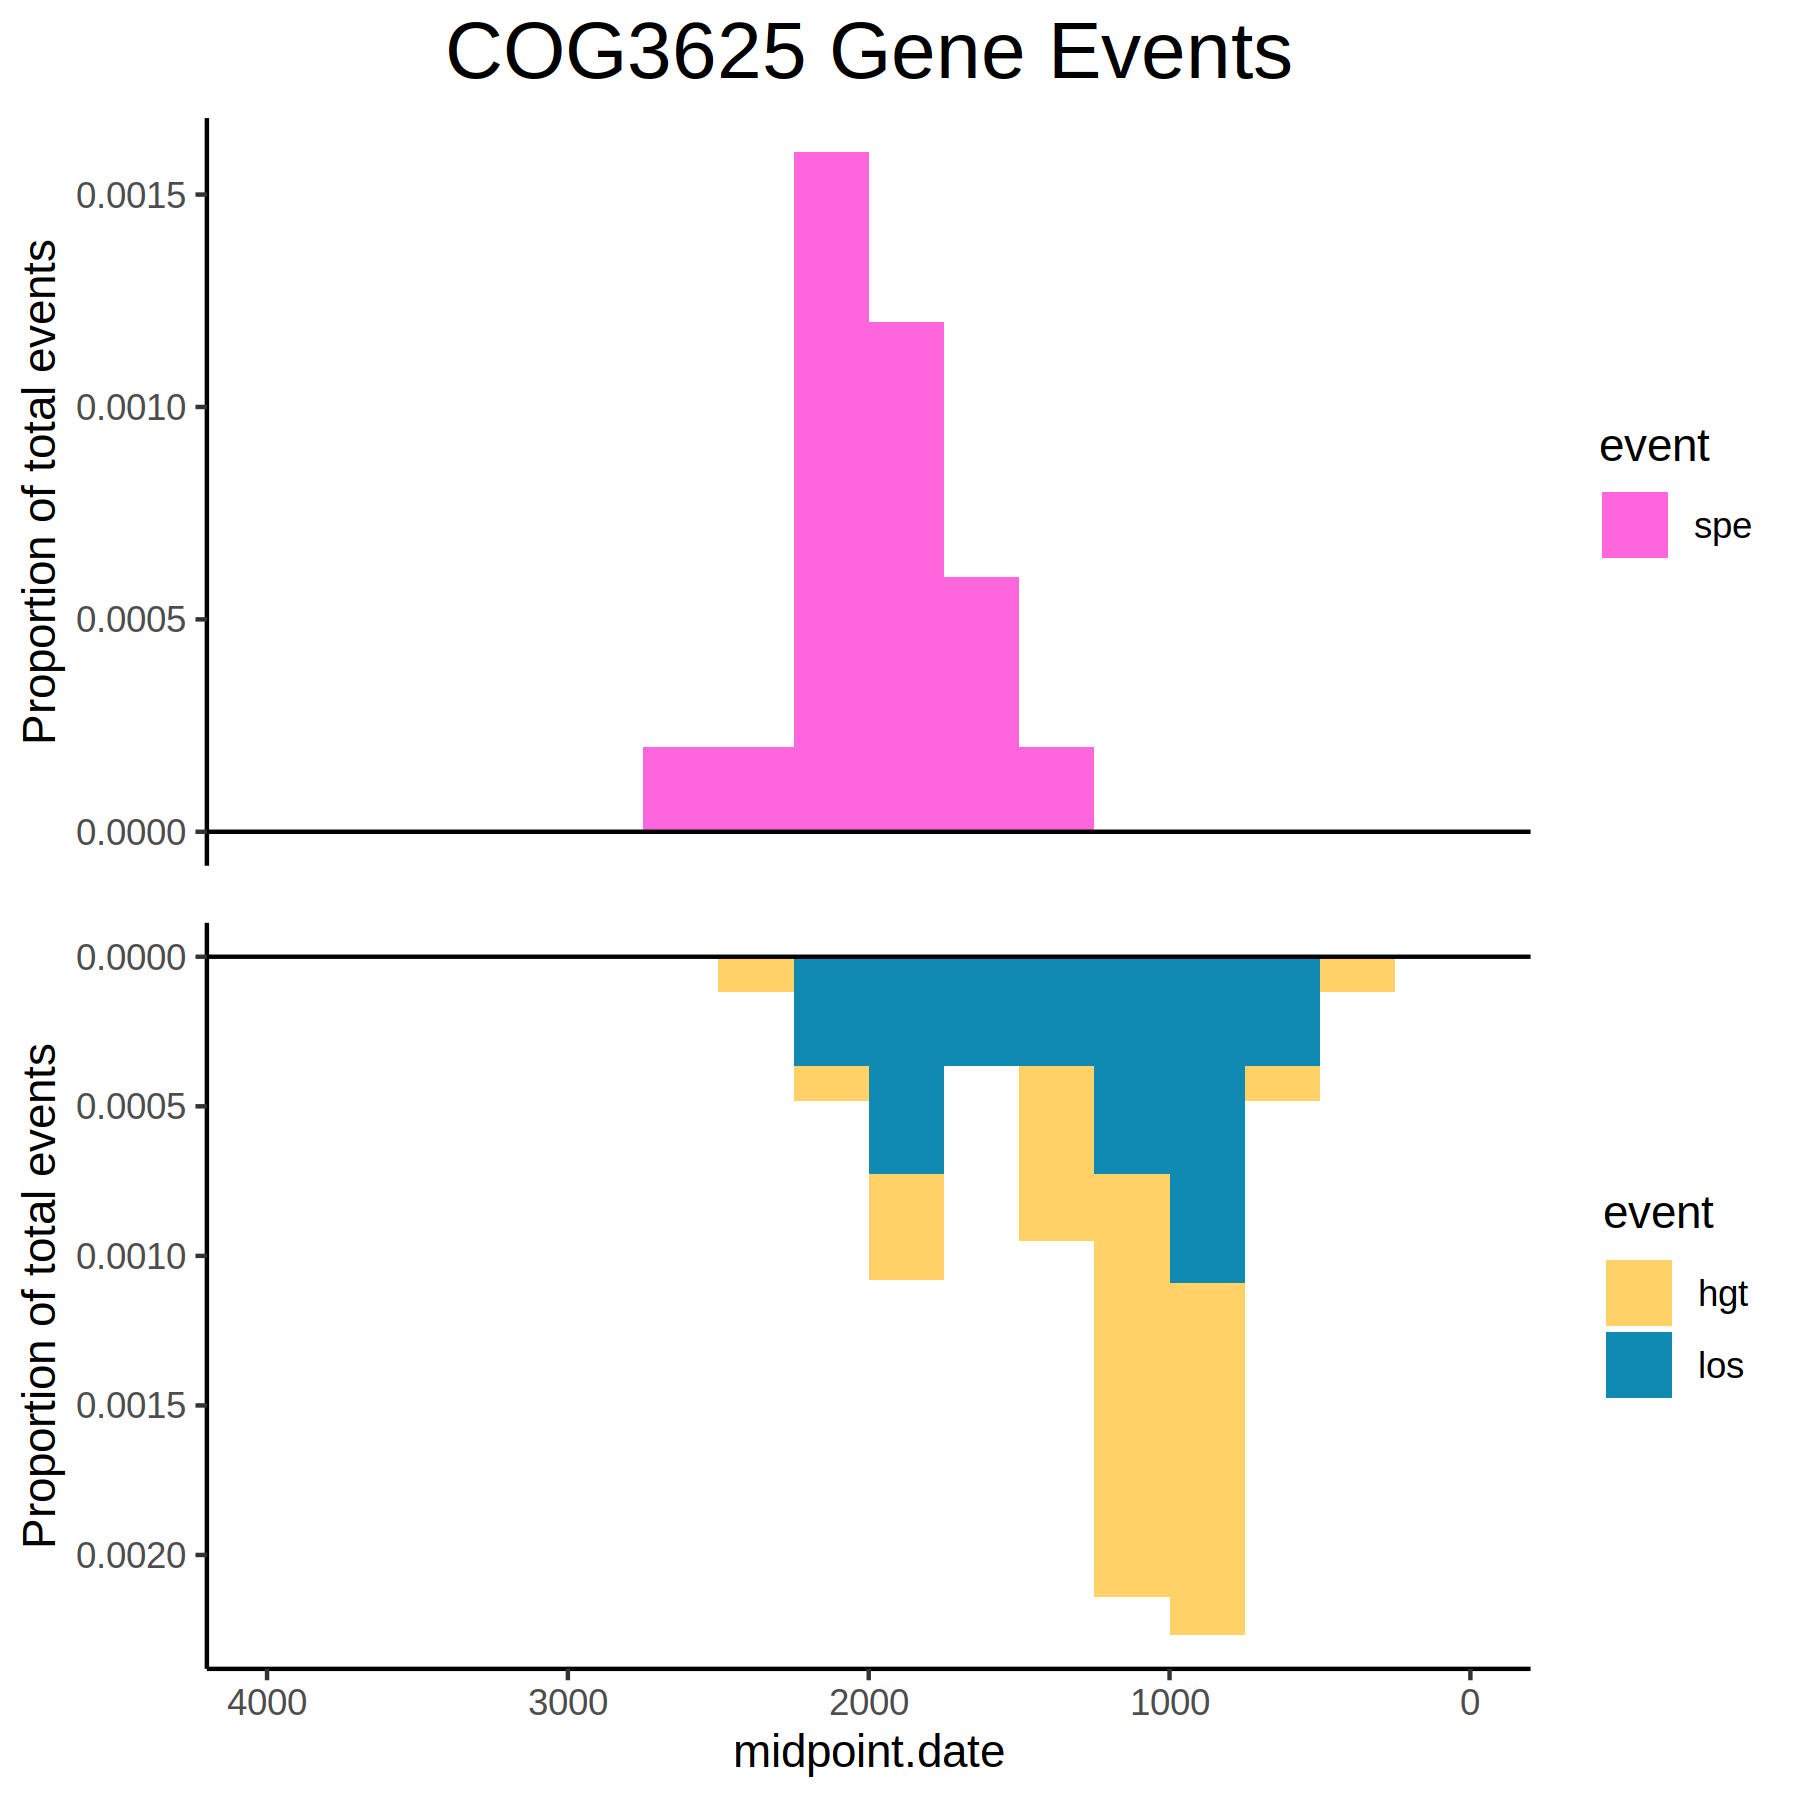 COG3625 Gene Events
Proportion of total events
0.0015
0.0010
0.0005
0.0000
event
spe
Proportion of total events
0.0000
0.0005
0.0010
0.0015
0.0020
event
hgt
los
4000 3000 2000 1000 0
midpoint.date